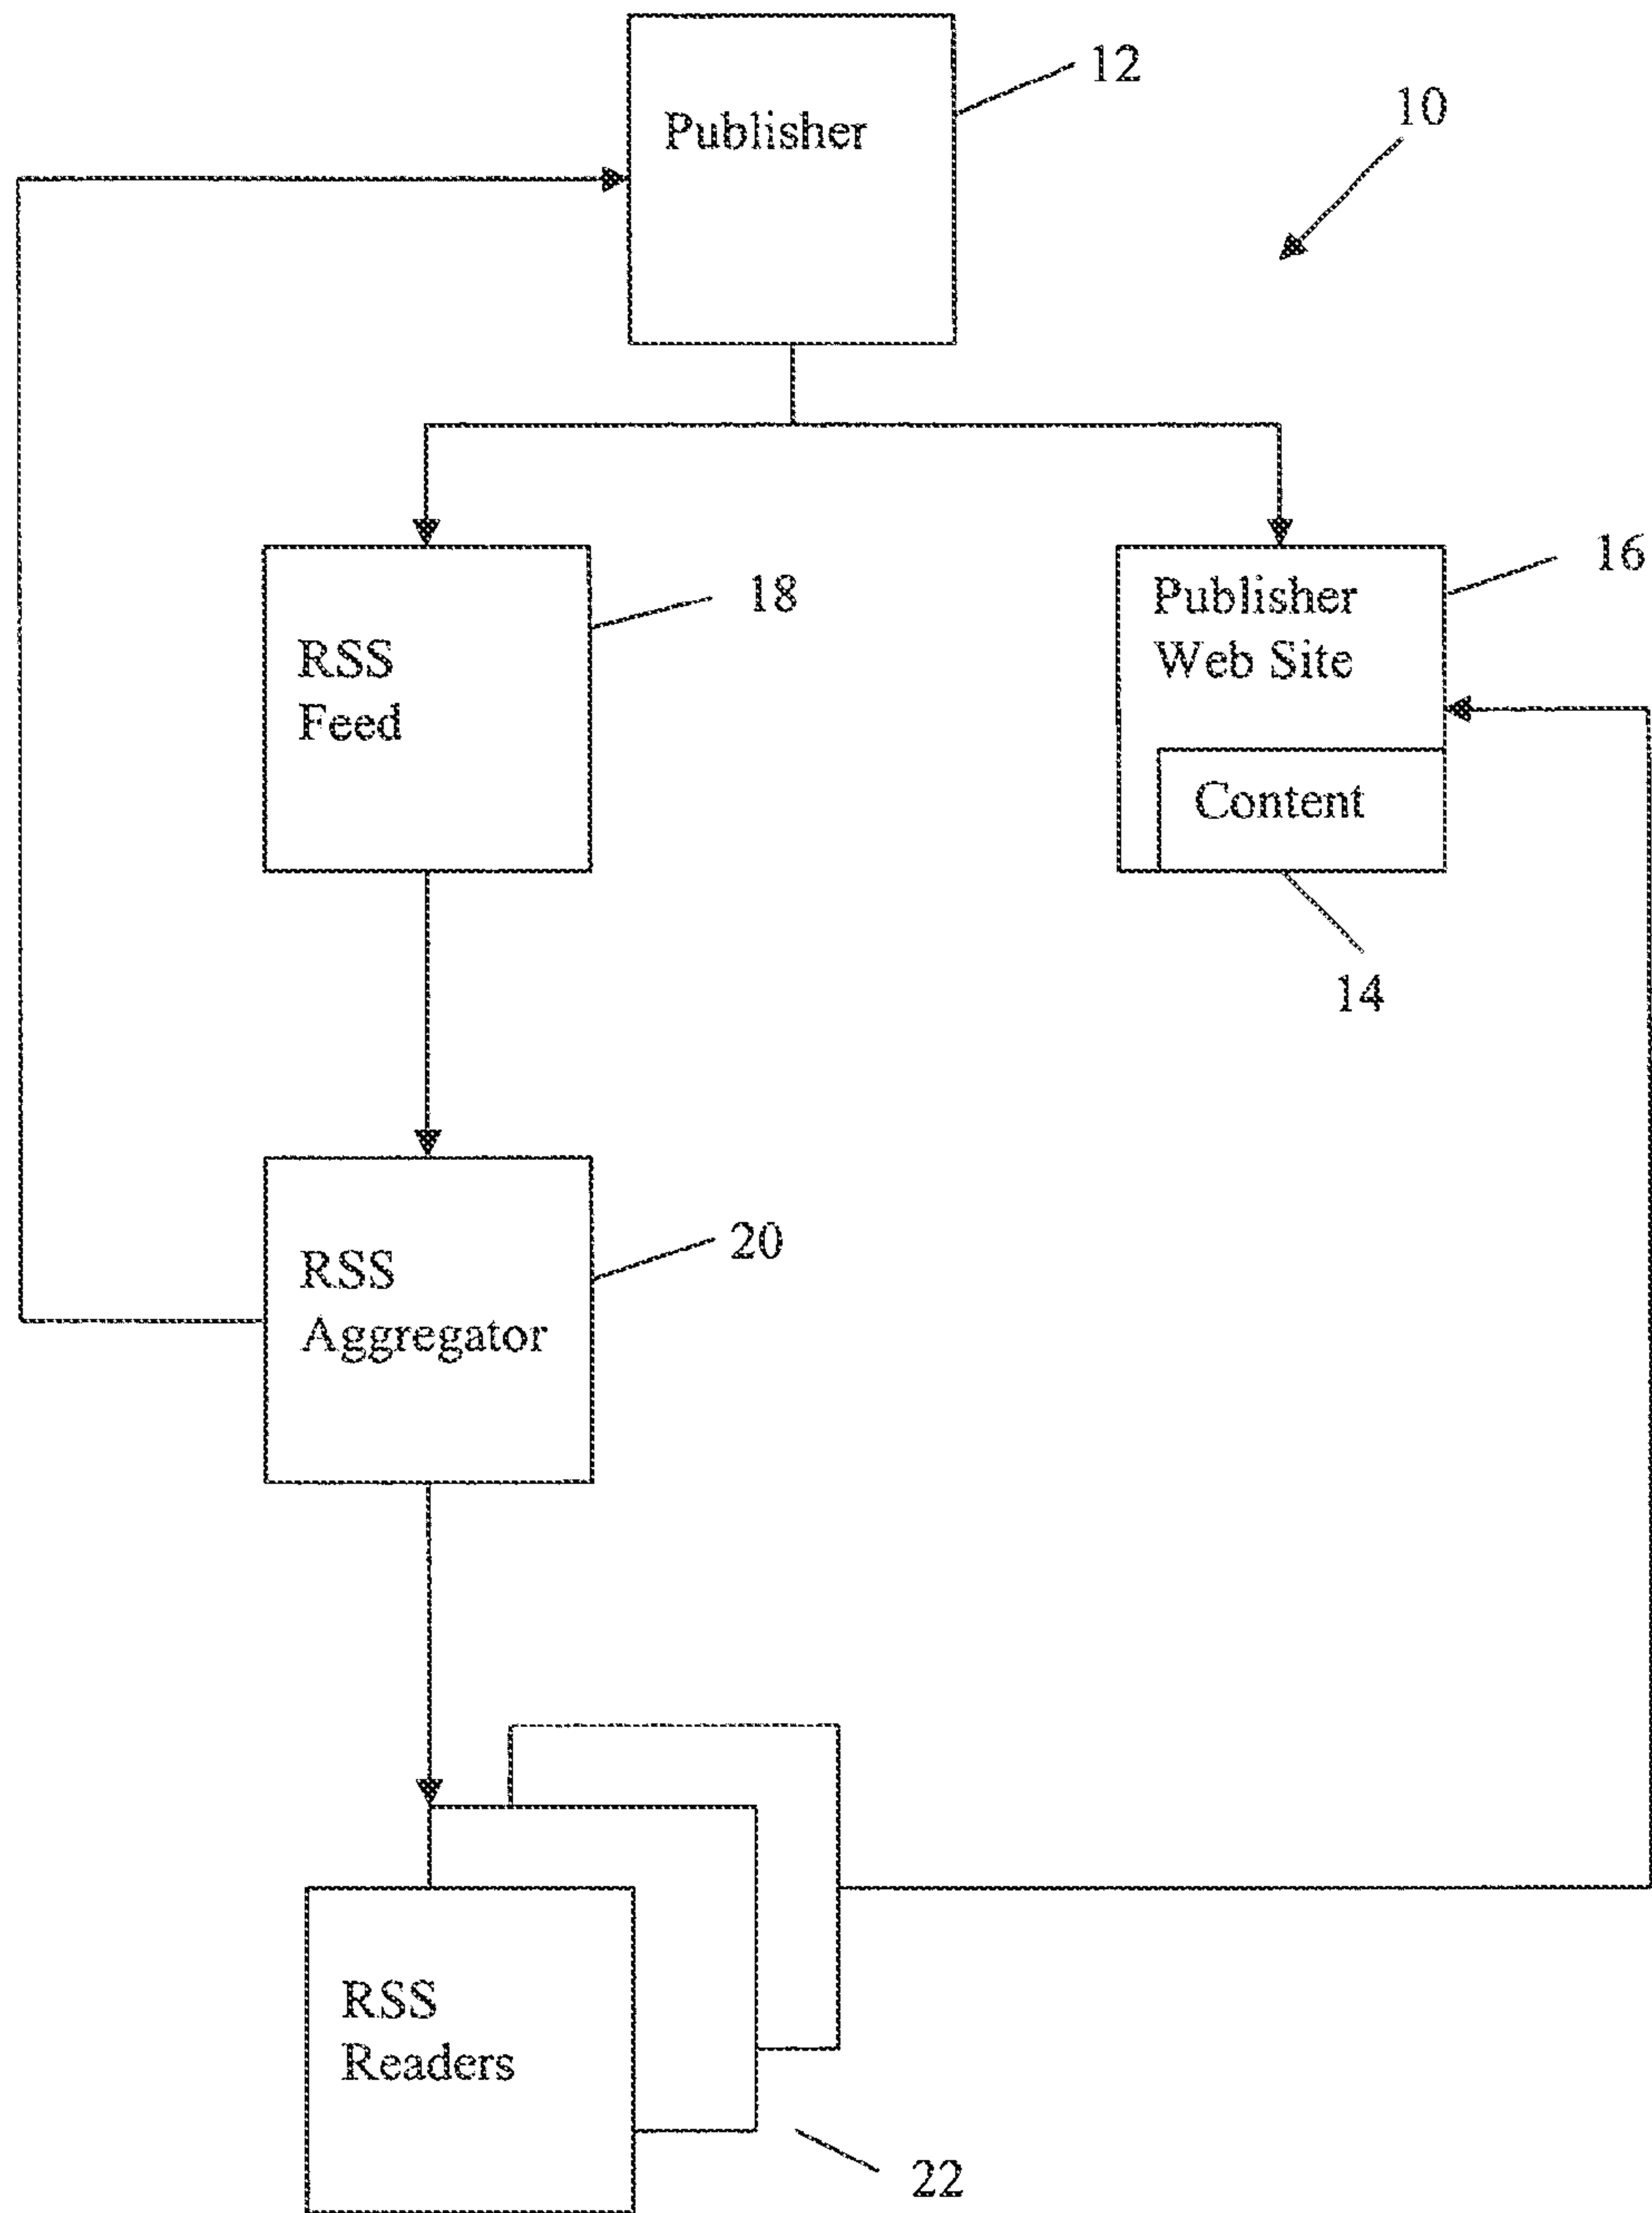 12
10
Publisher
16
18
Publisher
Web Site
RSS
Feed
Content
14
20
RSS
Aggregator
RSS
Readers
22